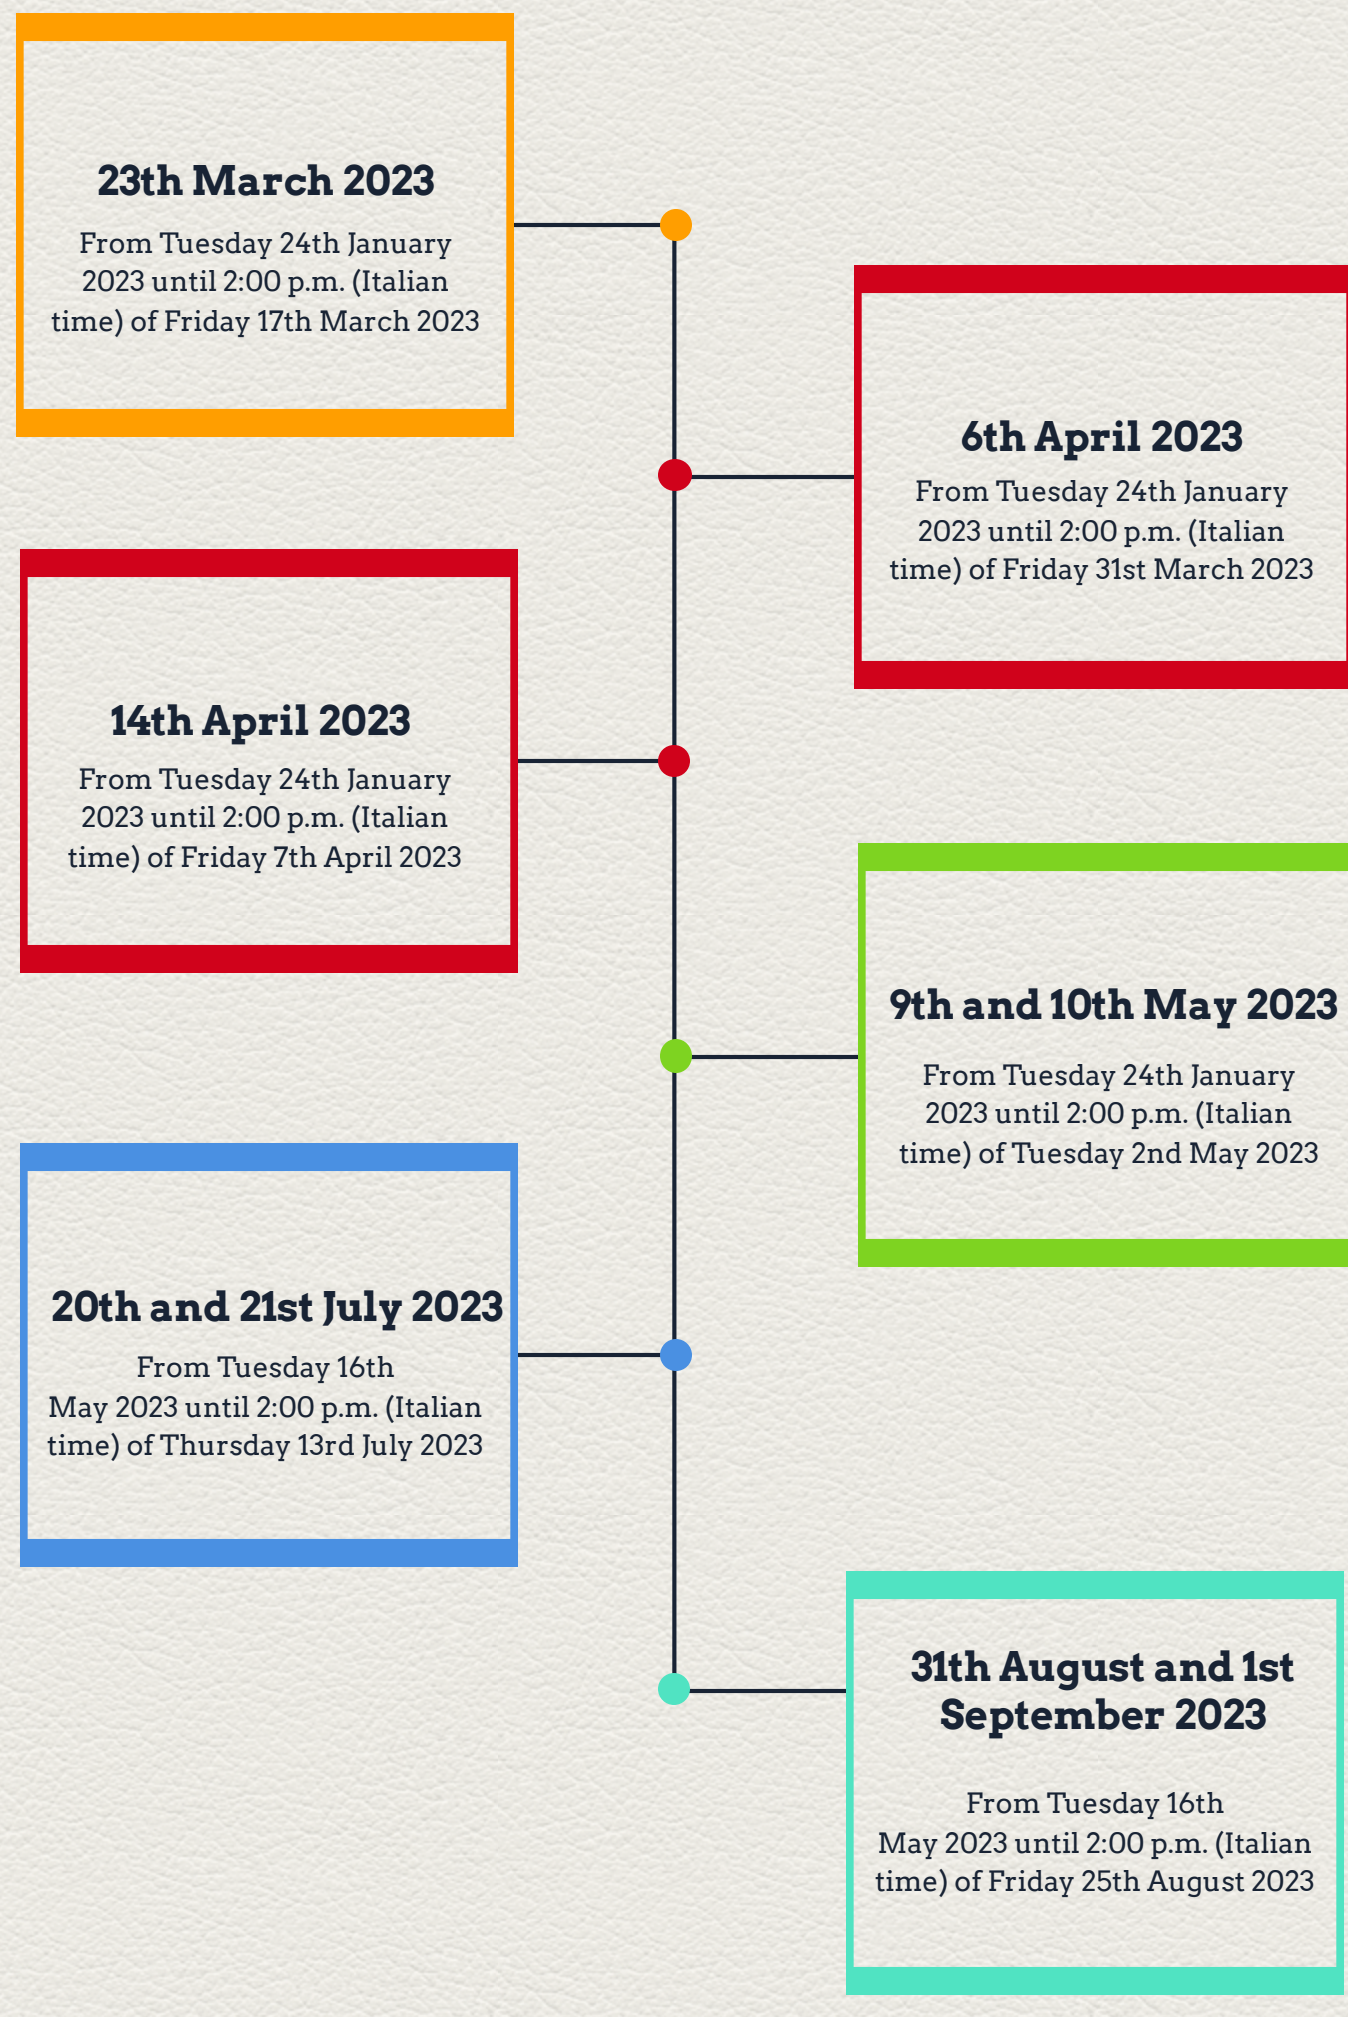 23th March 2023
From Tuesday 24th January
2023 until 2:00 p.m. (Italian
time) of Friday 17th March 2023
6th April 2023
From Tuesday 24th January
2023 until 2:00 p.m. (Italian
time) of Friday 31st March 2023
14th April 2023
From Tuesday 24th January
2023 until 2:00 p.m. (Italian
time) of Friday 7th April 2023
9th and 10th May 2023
From Tuesday 24th January
2023 until 2:00 p.m. (Italian
time) of Tuesday 2nd May 2023
20th and 21st July 2023
From Tuesday 16th
May 2023 until 2:00 p.m. (Italian
time) of Thursday 13rd July 2023
31th August and 1st
September 2023
From Tuesday 16th
May 2023 until 2:00 p.m. (Italian
time) of Friday 25th August 2023